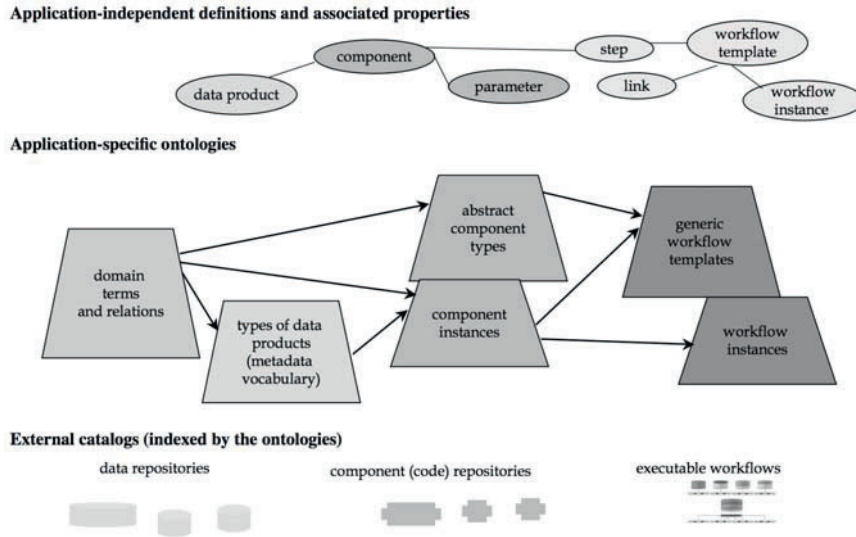 Application-independent definitions and associated properties
component
step
workflow
template
data product
parameter
link
workflow
instance
Application-specific ontologies
abstract
component
types
generic
workflow
templates
domain
terms
and relations
types of data
products
(metadata
vocabulary)
component
instances
workflow
instances
External catalogs (indexed by the ontologies)
data repositories
component (code) repositories
executable workflows